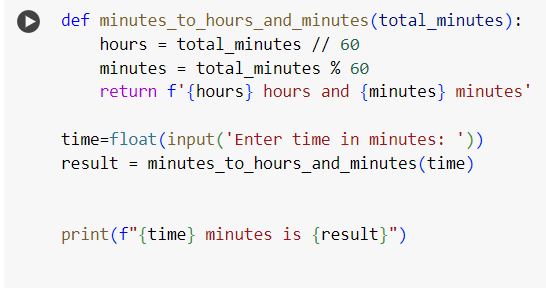 def minutes_to_hours_and_minutes(total_minutes):
    hours = total_minutes // 60
    minutes = total_minutes % 60
    return f'{hours} hours and {minutes} minutes'
time=float(input('Enter time in minutes: '))
result = minutes_to_hours_and_minutes(time)
print(f"{time} minutes is {result}")